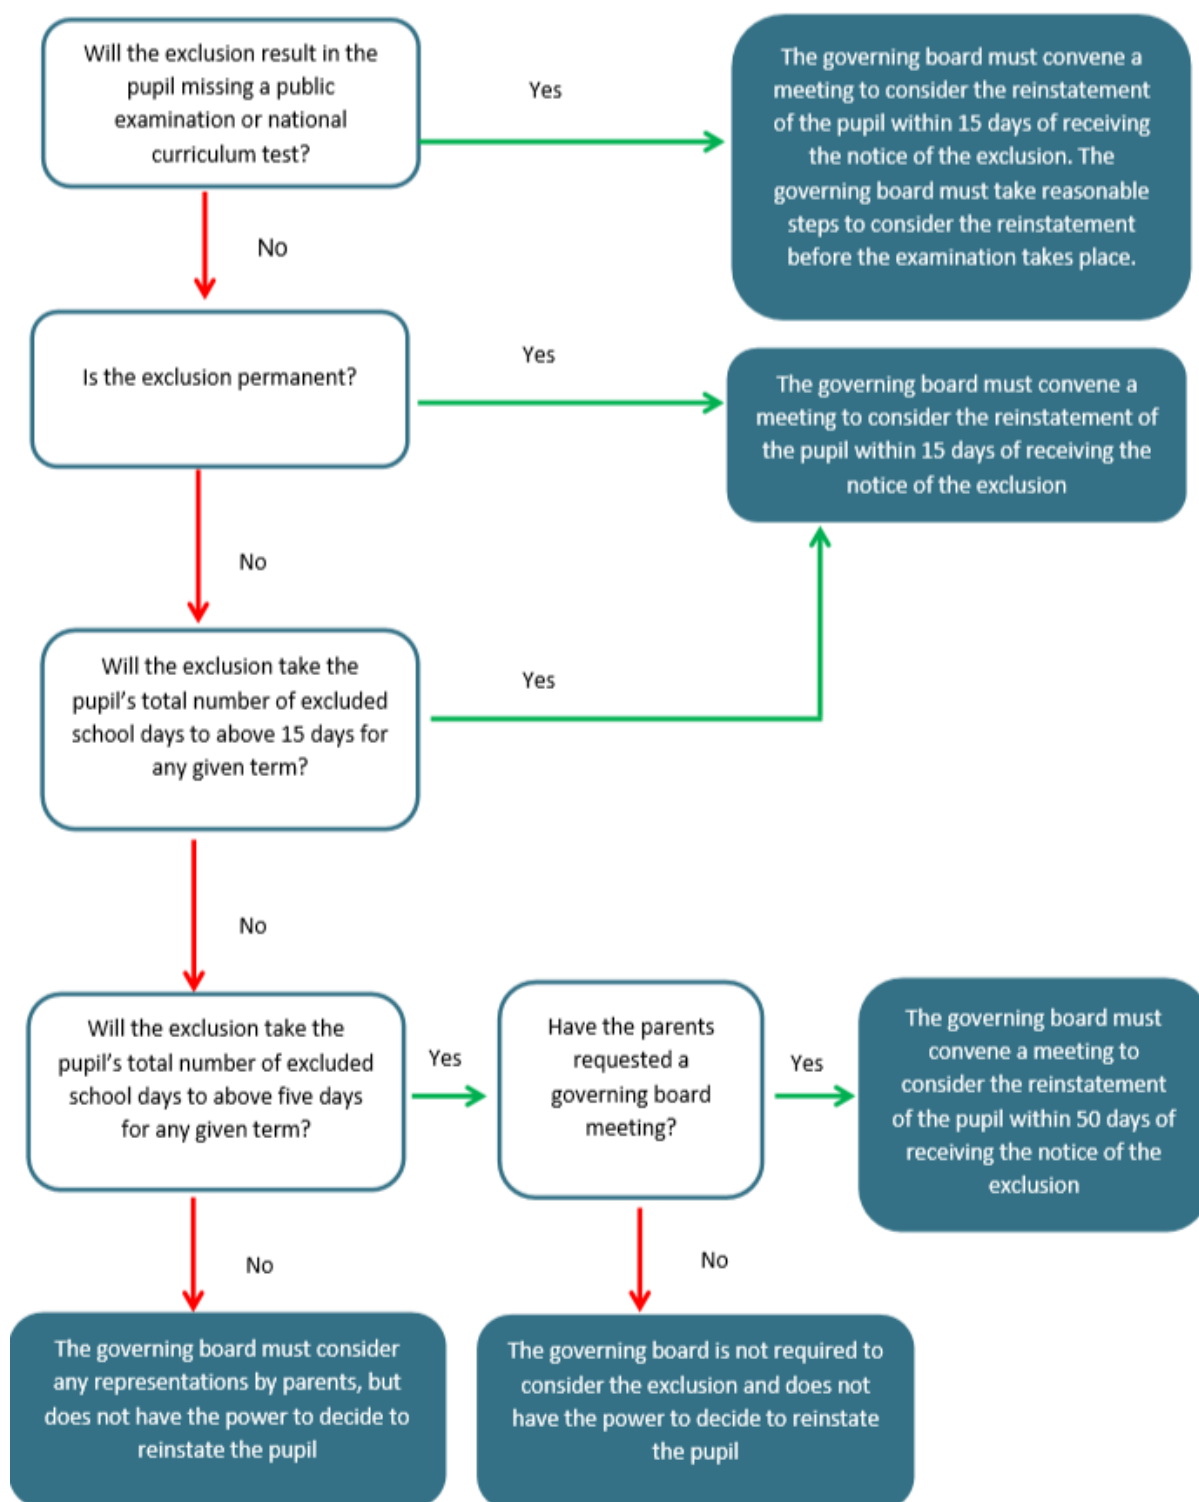 Will the exclusion result in the
pupil missing a public
examination or national
curriculum test?
Yes
The governing board must convene a
meeting to consider the reinstatement
of the pupil within 15 days of receiving
the notice of the exclusion. The
governing board must take reasonable
steps to consider the reinstatement
before the examination takes place.
No
Is the exclusion permanent?
Yes
The governing board must convene a
meeting to consider the reinstatement of
the pupil within 15 days of receiving the
notice of the exclusion
No
Will the exclusion take the
pupil's total number of excluded
school days to above 15 days for
any given term?
Yes
No
Will the exclusion take the
pupil's total number of excluded
school days to above five days
for any given term?
Yes
Have the parents
requested a
governing board
meeting?
Yes
The governing board must
convene a meeting to
consider the reinstatement
of the pupil within 50 days of
receiving the notice of the
exclusion
No
No
The governing board must consider
any representations by parents, but
does not have the power to decide to
reinstate the pupil
The governing board is not required to
consider the exclusion and does not
have the power to decide to reinstate
the pupil